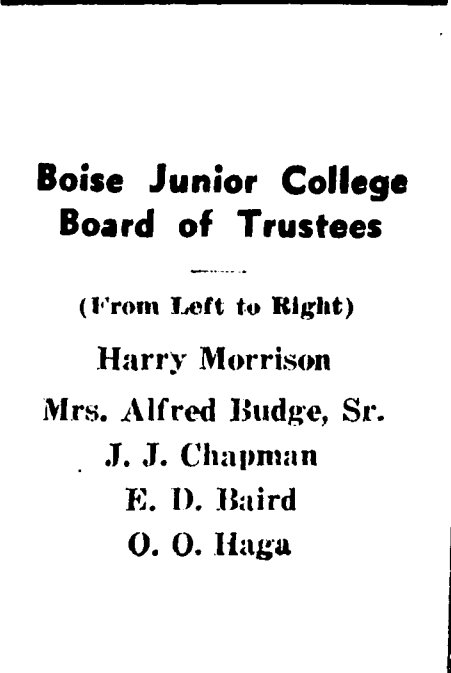 Boise Junior College
Board of Trustees
(From Left to Right)
Harry Morrison
Mrs. Alfred Budge, Sr.
J. J. Chapman
E. D. Baird
O. O. Haga